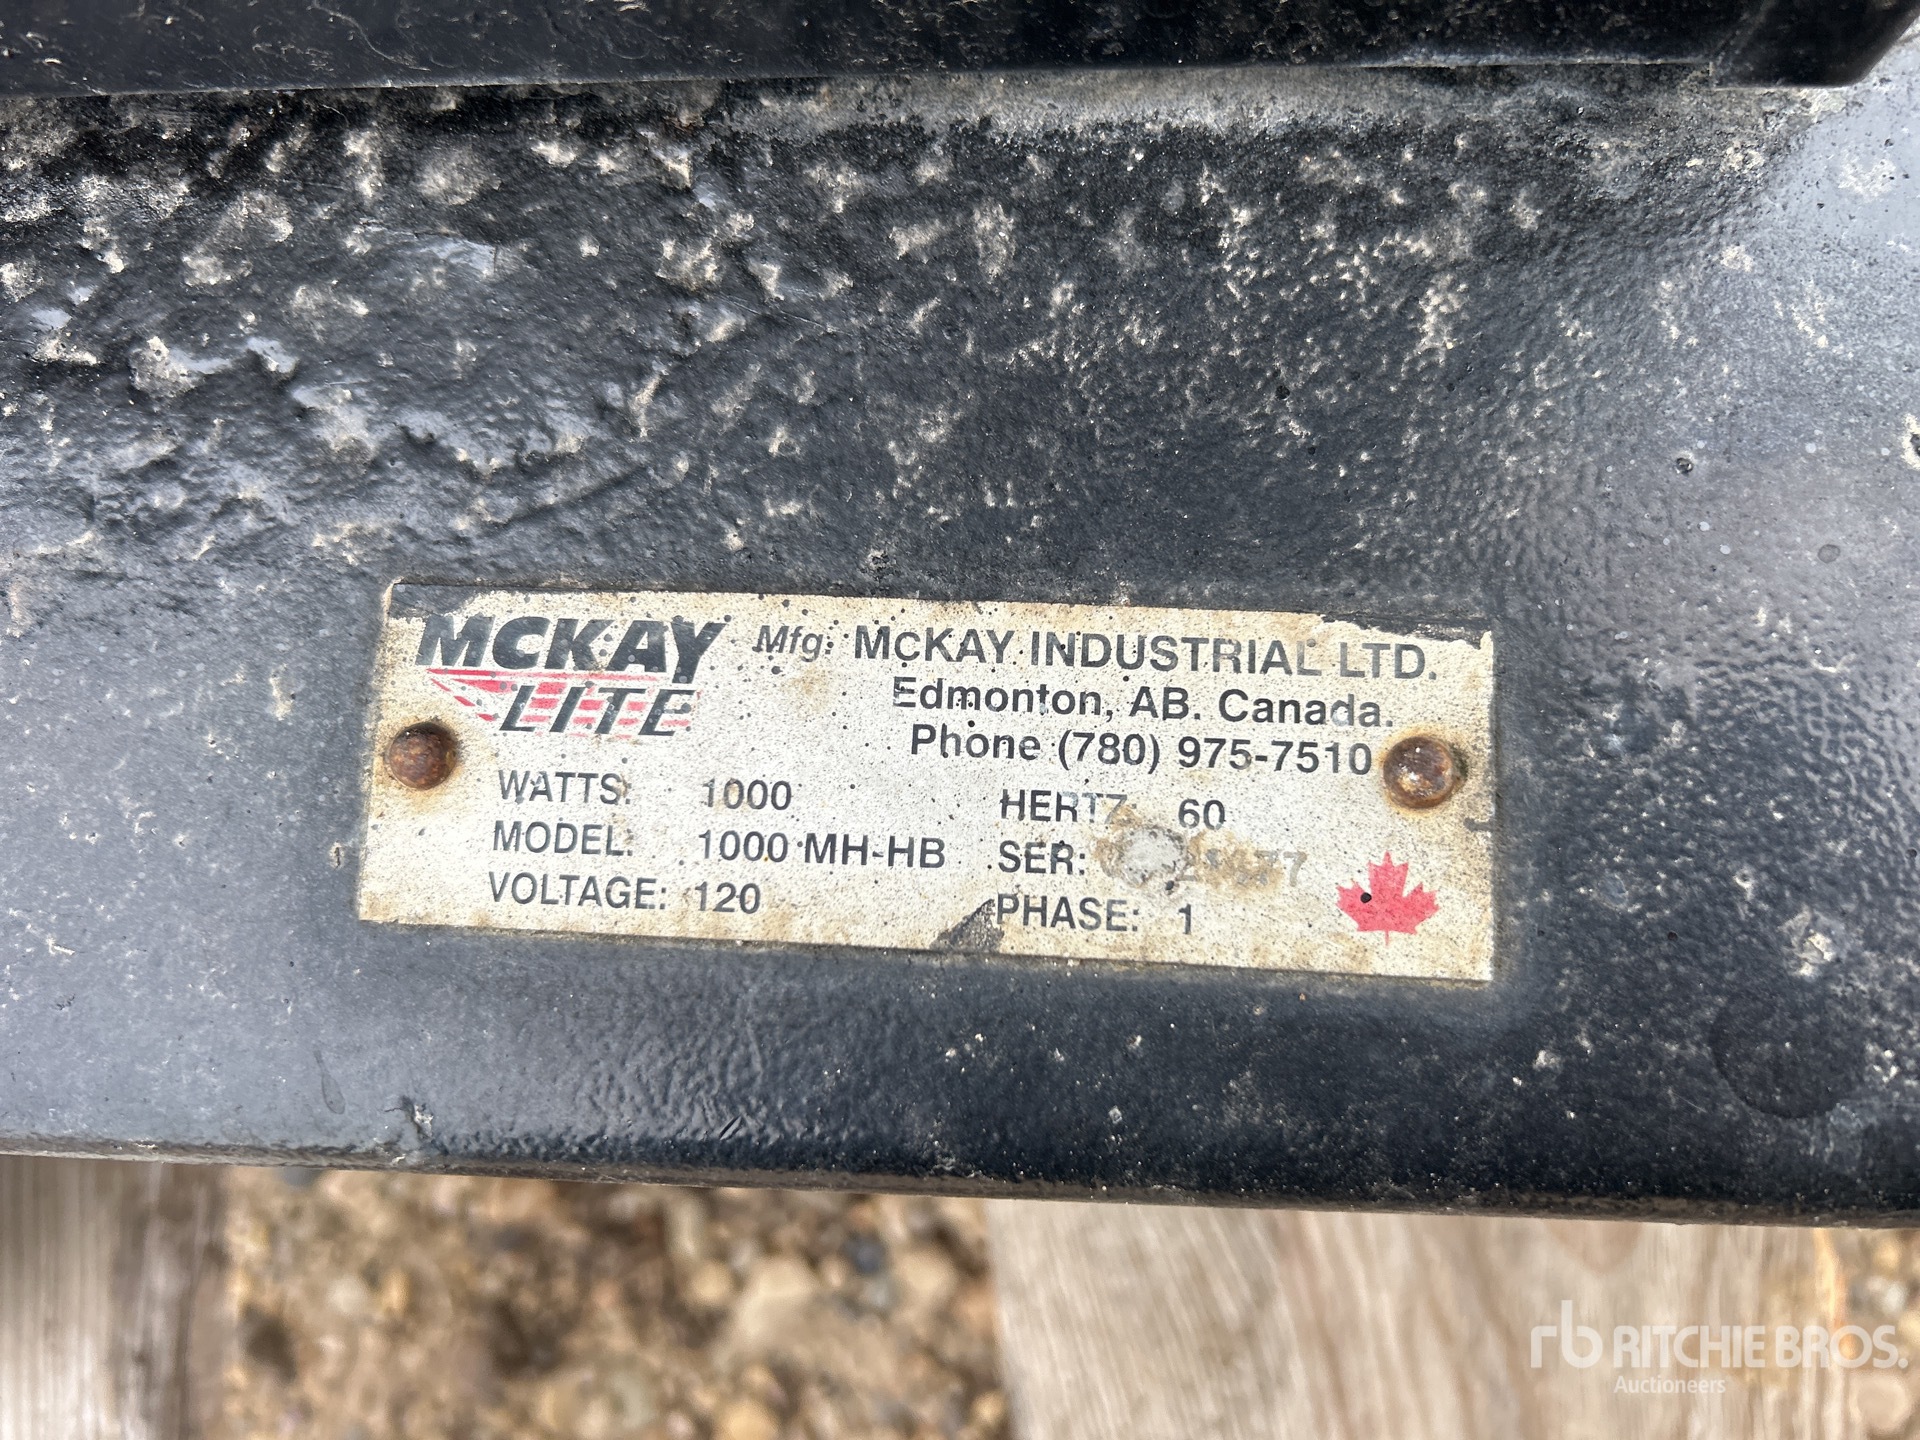 MCKAY LITE
Mfg: MCKAY INDUSTRIAL LTD.
Edmonton, AB. Canada.
Phone (780) 975-7510
WATTS: 1000 HERTZ: 60
MODEL: 1000 MH-HB SER:
VOLTAGE: 120 PHASE: 1
rb RITCHIE BROS.
Auctioneers